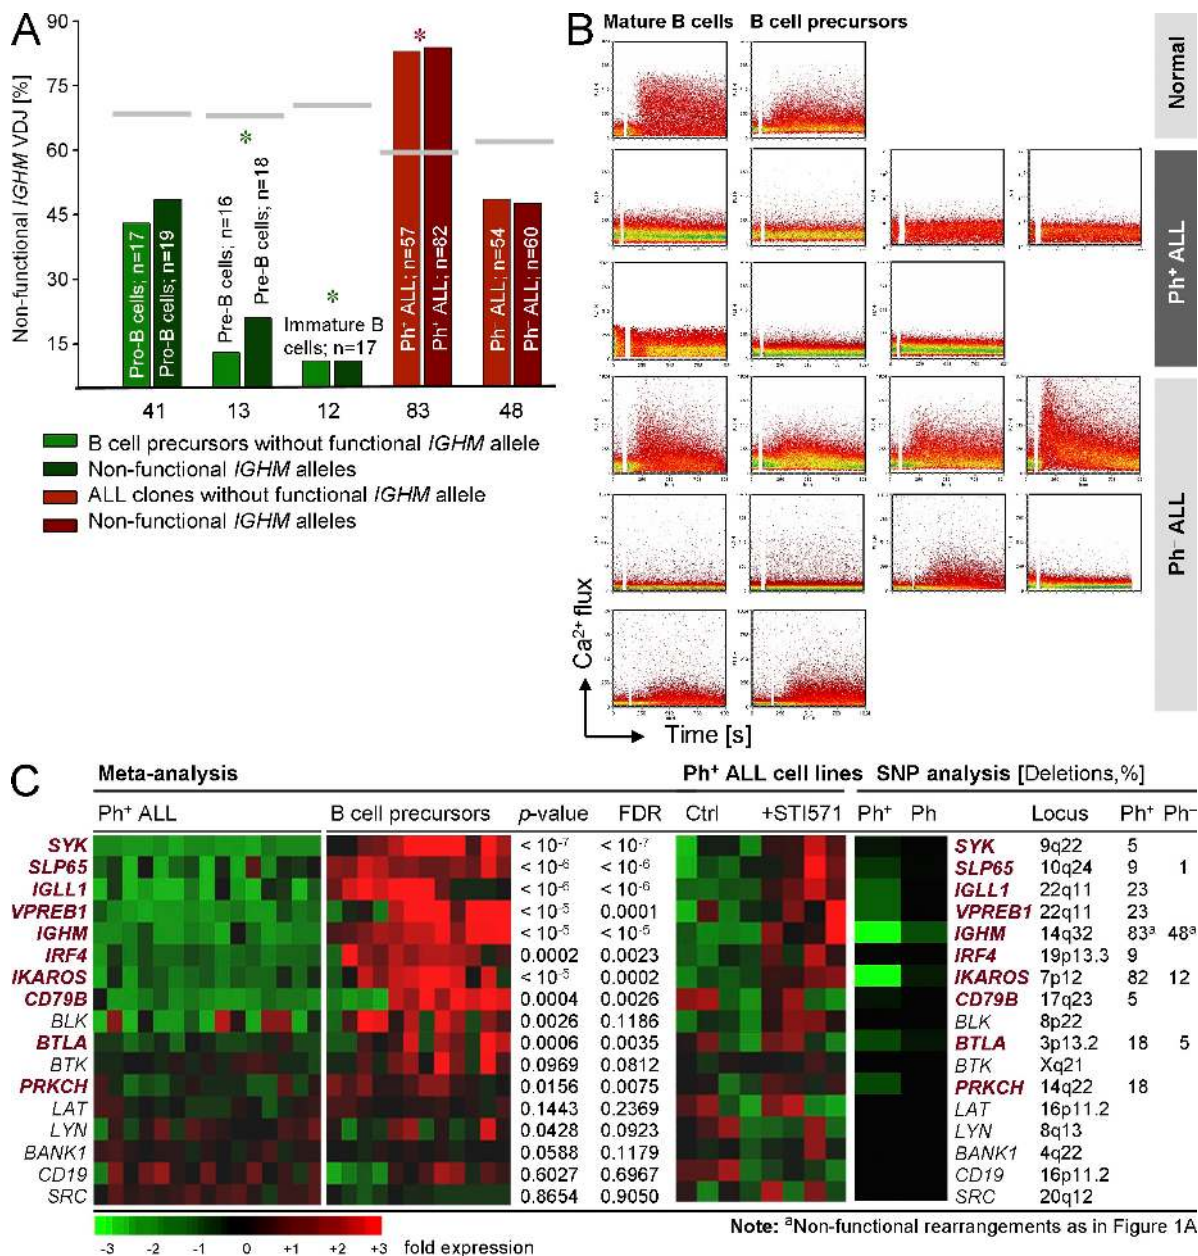 A
Non-functional IGHM VDJ [%]
90
75
60
45
30
15
Pro-B cells; n=17
Pro-B cells; n=19
Pre-B cells; n=16
Pre-B cells; n=18
Immature B
cells; n=17
Ph+ ALL; n=57
Ph+ ALL; n=82
Ph− ALL; n=54
Ph− ALL; n=60
*
*
*
41 13 12 83 48
B cell precursors without functional IGHM allele
Non-functional IGHM alleles
ALL clones without functional IGHM allele
Non-functional IGHM alleles
B
Mature B cells B cell precursors
Normal
Ph+ ALL
Ph− ALL
Ca2+ flux
Time [s]
C
Meta-analysis Ph+ ALL cell lines SNP analysis [Deletions,%]
Ph+ ALL B cell precursors p-value FDR Ctrl +STI571 Ph+ Ph Locus Ph+ Ph−
SYK < 10-7 < 10-7 SYK 9q22 5
SLP65 < 10-6 < 10-6 SLP65 10q24 9 1
IGLL1 < 10-6 < 10-6 IGLL1 22q11 23
VPREB1 < 10-5 0.0001 VPREB1 22q11 23
IGHM < 10-5 < 10-5 IGHM 14q32 83a 48a
IRF4 0.0002 0.0023 IRF4 19p13.3 9
IKAROS < 10-5 0.0002 IKAROS 7p12 82 12
CD79B 0.0004 0.0026 CD79B 17q23 5
BLK 0.0026 0.1186 BLK 8p22
BTLA 0.0006 0.0035 BTLA 3p13.2 18 5
BTK 0.0969 0.0812 BTK Xq21
PRKCH 0.0156 0.0075 PRKCH 14q22 18
LAT 0.1443 0.2369 LAT 16p11.2
LYN 0.0428 0.0923 LYN 8q13
BANK1 0.0588 0.1179 BANK1 4q22
CD19 0.6027 0.6967 CD19 16p11.2
SRC 0.8654 0.9050 SRC 20q12
-3 -2 -1 0 +1 +2 +3 fold expression
Note: aNon-functional rearrangements as in Figure 1A